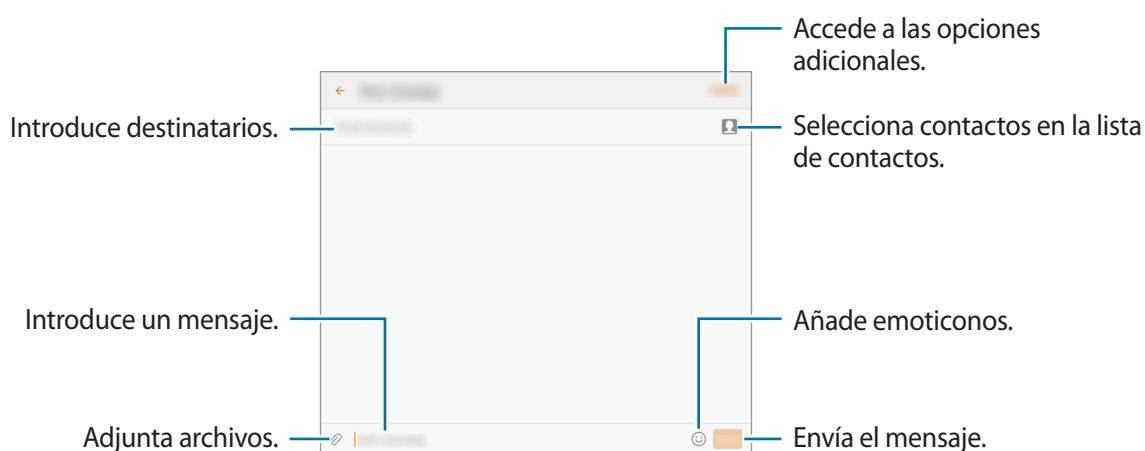 Accede a las opciones
adicionales.
Introduce destinatarios.
Selecciona contactos en la lista
de contactos.
Introduce un mensaje.
Añade emoticonos.
Adjunta archivos.
Envía el mensaje.